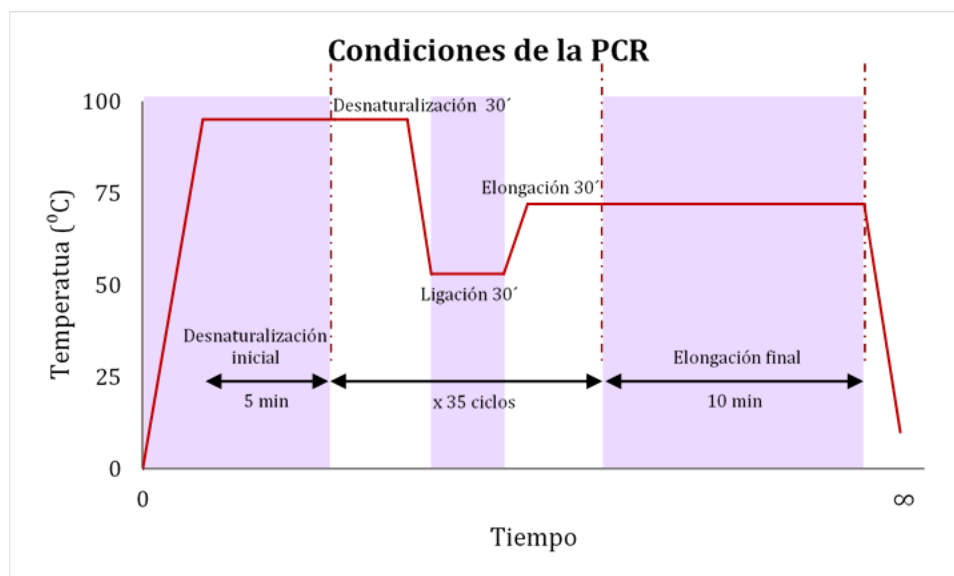 Condiciones de la PCR
100
75
50
25
0
Temperatua (⁰C)
Desnaturalización  30´
Elongación 30´
Ligación 30´
Desnaturalización
inicial
5 min
x 35 ciclos
Elongación final
10 min
0
∞
Tiempo